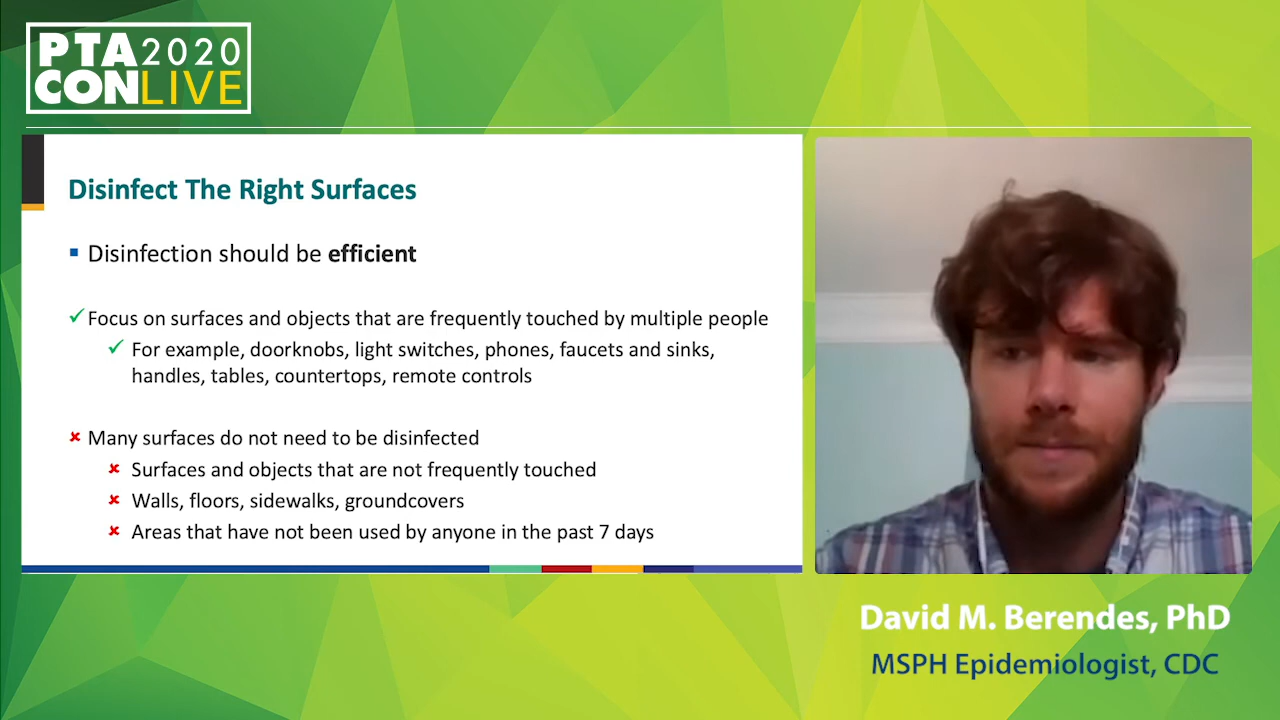 PTA2020
CONLIVE
Disinfect The Right Surfaces
▪ Disinfection should be efficient
✓ Focus on surfaces and objects that are frequently touched by multiple people
✓ For example, doorknobs, light switches, phones, faucets and sinks,
handles, tables, countertops, remote controls
✘ Many surfaces do not need to be disinfected
✘ Surfaces and objects that are not frequently touched
✘ Walls, floors, sidewalks, groundcovers
✘ Areas that have not been used by anyone in the past 7 days
David M. Berendes, PhD
MSPH Epidemiologist, CDC